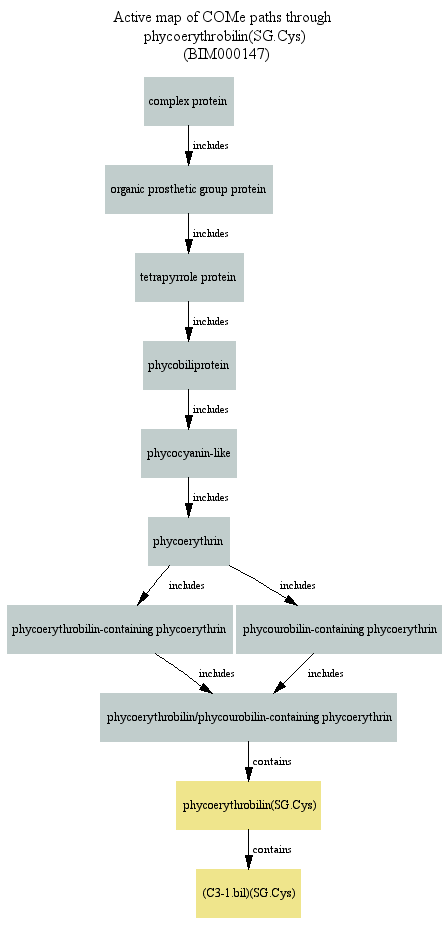 Active map of COMe paths through
phycoerythrobilin(SG.Cys)
(BIM000147)
complex protein
includes
organic prosthetic group protein
includes
tetrapyrrole protein
includes
phycobiliprotein
includes
phycocyanin-like
includes
phycoerythrin
includes
includes
phycoerythrobilin-containing phycoerythrin
phycourobilin-containing phycoerythrin
includes
includes
phycoerythrobilin/phycourobilin-containing phycoerythrin
contains
phycoerythrobilin(SG.Cys)
contains
(C3-1.bil)(SG.Cys)